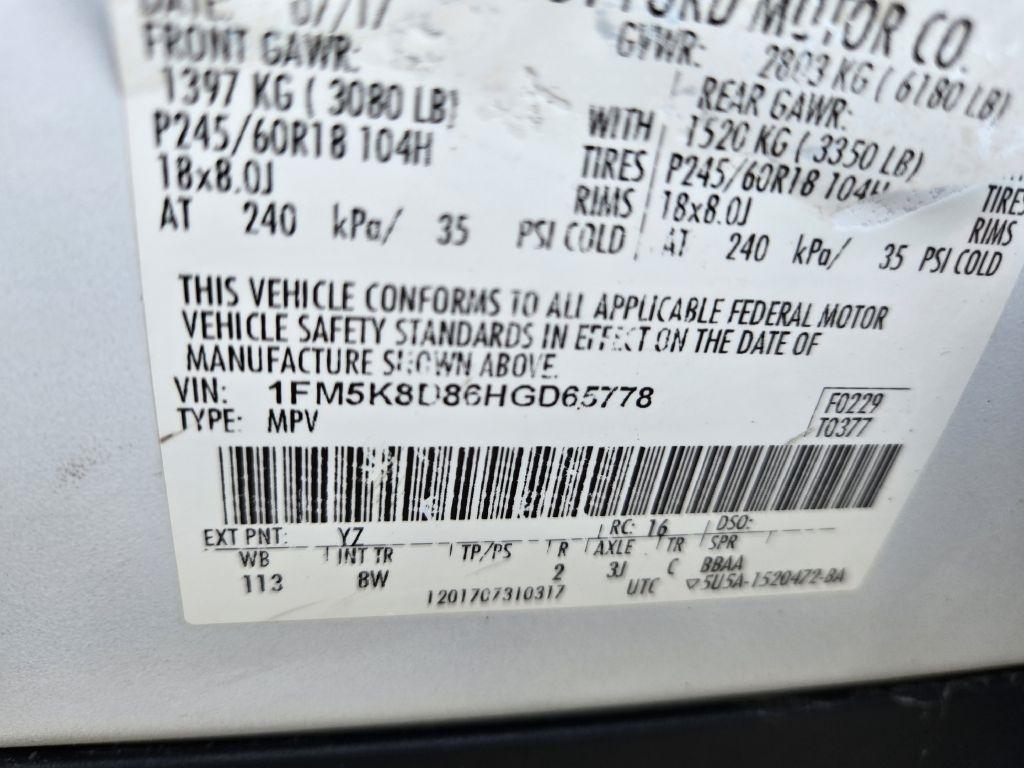 DATE: 07/17
FORD MOTOR CO.
FRONT GAWR: GVWR: 2803 KG ( 6180 LB)
1397 KG ( 3080 LB) REAR GAWR:
P245/60R18 104H WITH 1520 KG ( 3350 LB)
18x8.0J TIRES P245/60R18 104H TIRES
RIMS 18x8.0J RIMS
AT 240 kPa/ 35 PSI COLD AT 240 kPa/ 35 PSI COLD
THIS VEHICLE CONFORMS TO ALL APPLICABLE FEDERAL MOTOR
VEHICLE SAFETY STANDARDS IN EFFECT ON THE DATE OF
MANUFACTURE SHOWN ABOVE.
VIN: 1FM5K8D86HGD65778
TYPE: MPV
F0229
T0377
EXT PNT: YZ RC: 16 DSO:
WB INT TR TP/PS R AXLE TR SPR
113 8W 2 3J C BBAA
1201707310317 UTC ▽5U5A-1520472-BA